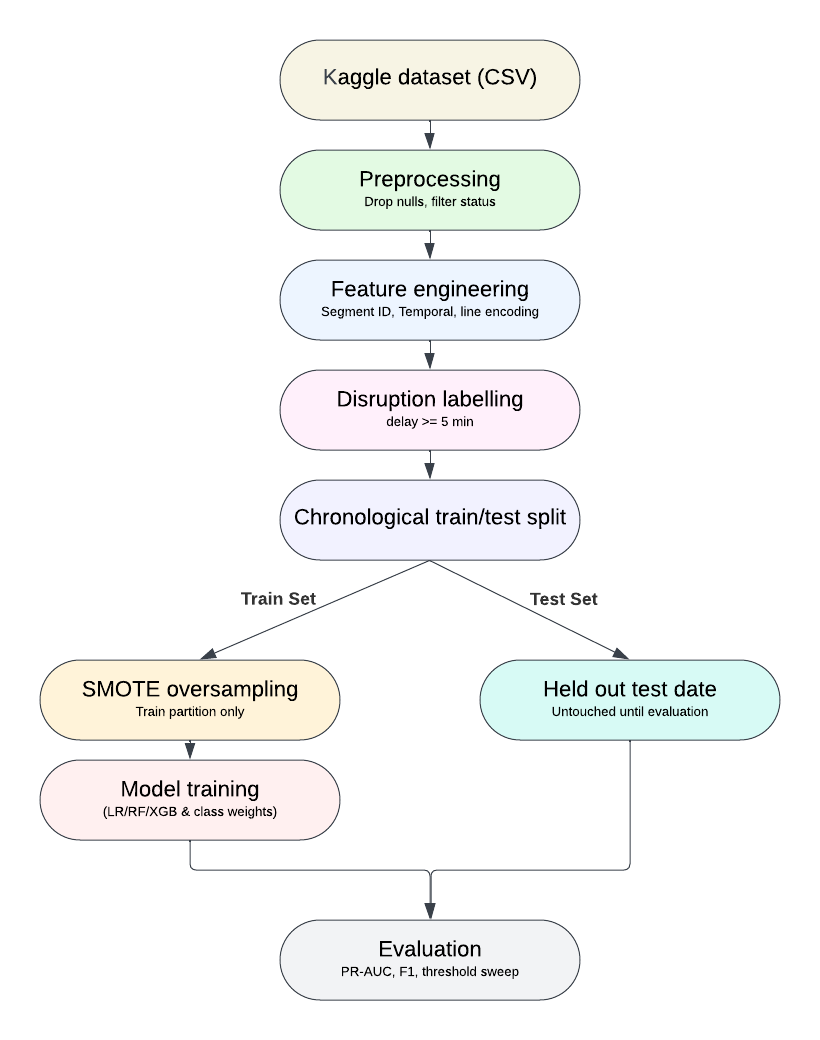 Kaggle dataset (CSV)
Preprocessing
Drop nulls, filter status
Feature engineering
Segment ID, Temporal, line encoding
Disruption labelling
delay >= 5 min
Chronological train/test split
Train Set
Test Set
SMOTE oversampling
Train partition only
Held out test date
Untouched until evaluation
Model training
(LR/RF/XGB & class weights)
Evaluation
PR-AUC, F1, threshold sweep